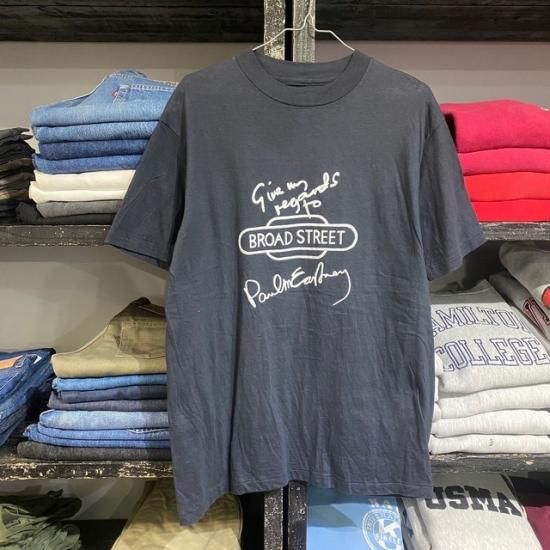 Give my
regards
to
BROAD STREET
Paul McCartney
HAMILTON
COLLEGE
USMA
K